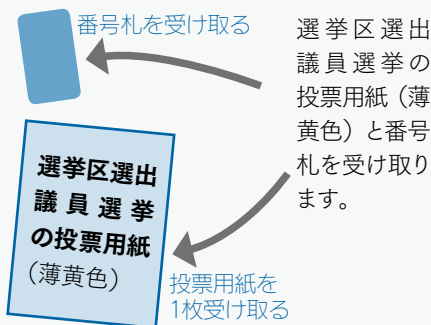 番号札を受け取る
選挙区選出
議員選挙の
投票用紙（薄
黄色）と番号
札を受け取り
ます。
選挙区選出
議員選挙
の投票用紙
（薄黄色）
投票用紙を
1枚受け取る